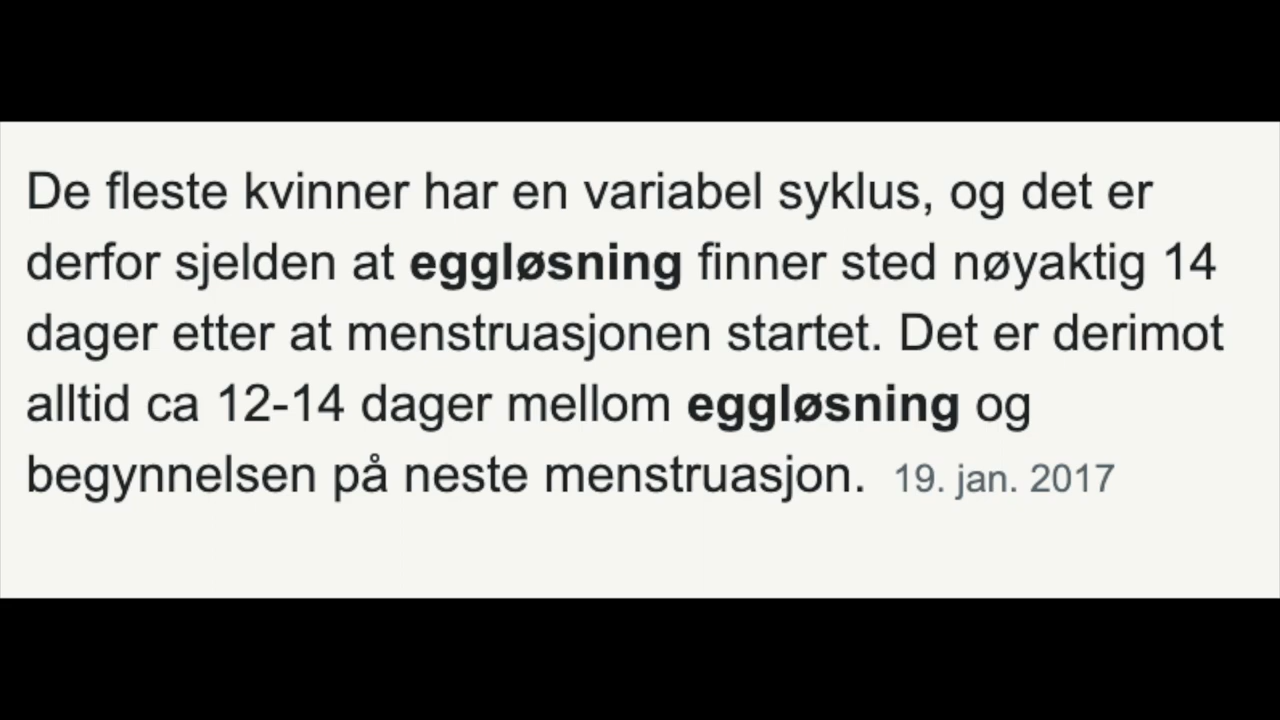 De fleste kvinner har en variabel syklus, og det er
derfor sjelden at eggløsning finner sted nøyaktig 14
dager etter at menstruasjonen startet. Det er derimot
alltid ca 12-14 dager mellom eggløsning og
begynnelsen på neste menstruasjon. 19. jan. 2017